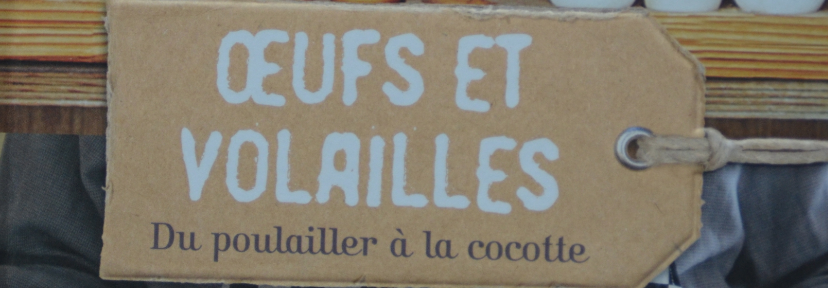 ŒUFS ET
VOLAILLES
Du poulailler à la cocotte